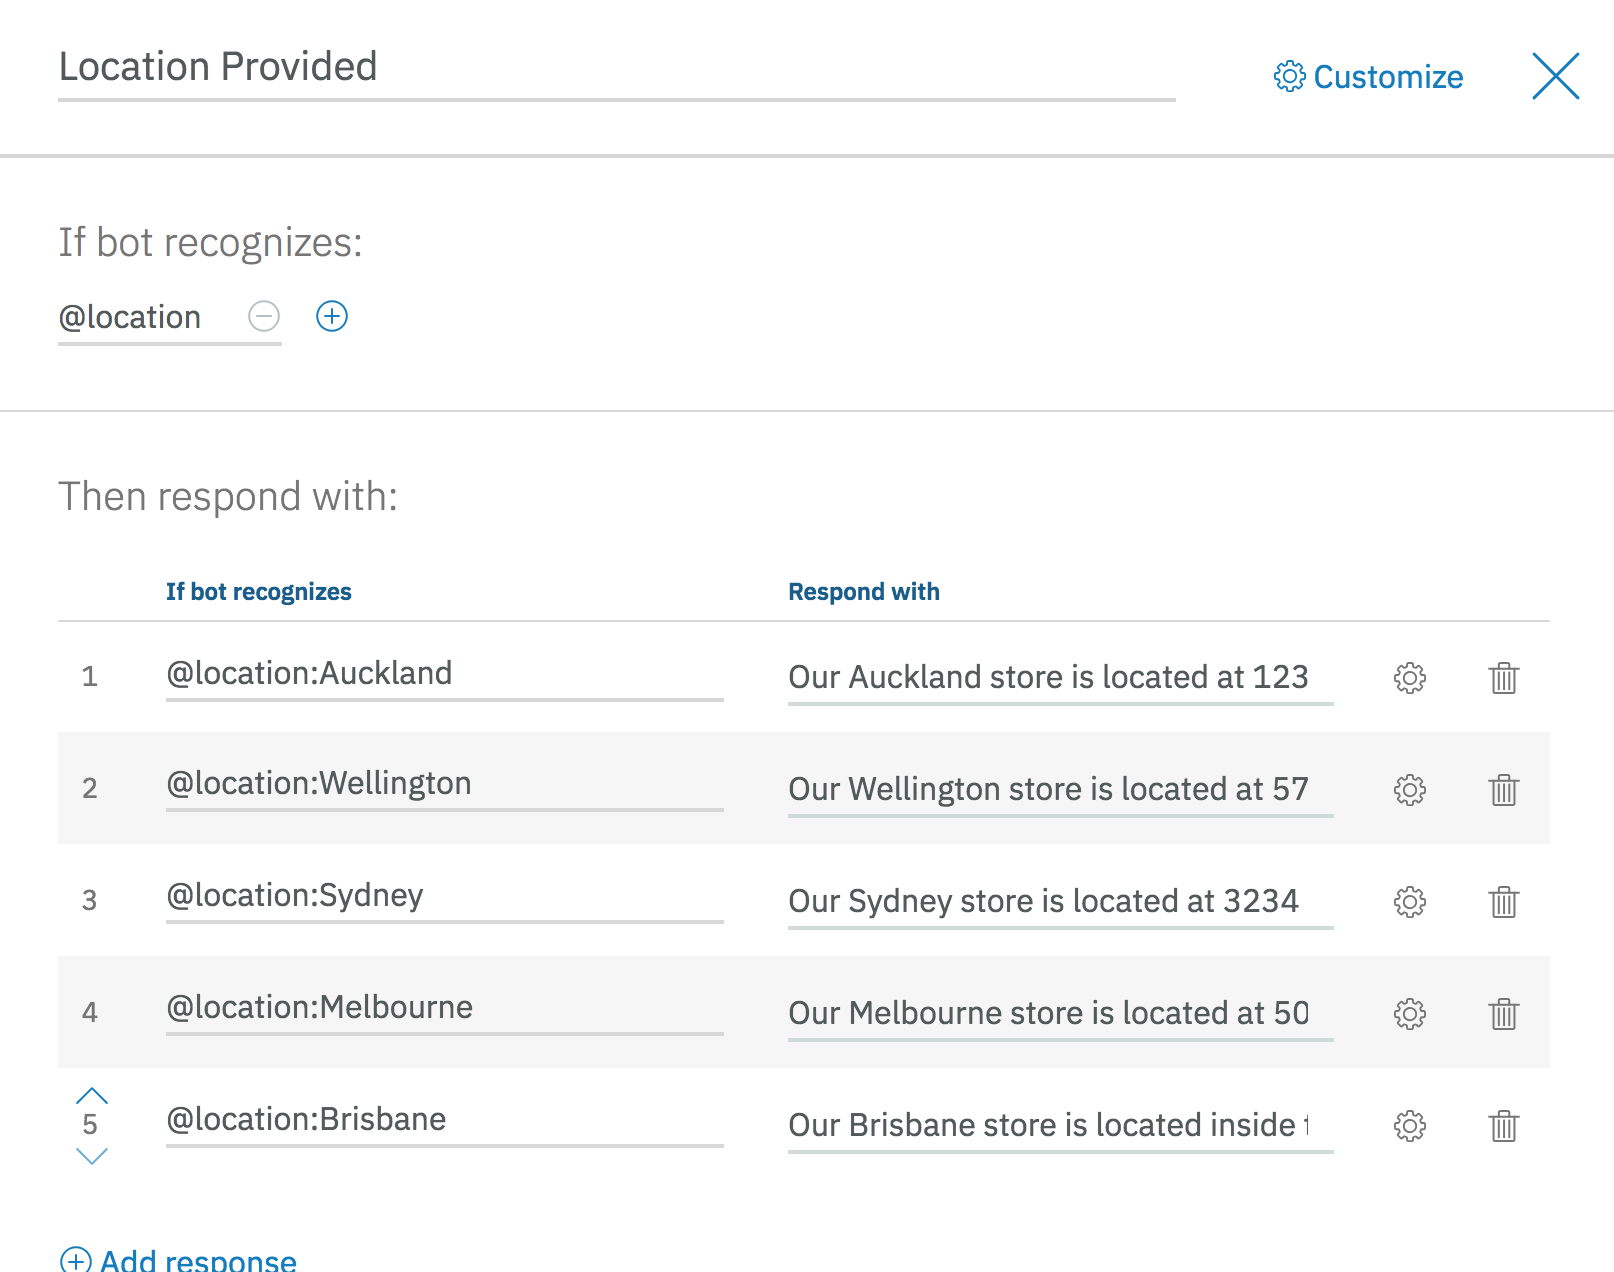 Location Provided
Customize
If bot recognizes:
@location
Then respond with:
If bot recognizes Respond with
1 @location:Auckland Our Auckland store is located at 123
2 @location:Wellington Our Wellington store is located at 57
3 @location:Sydney Our Sydney store is located at 3234
4 @location:Melbourne Our Melbourne store is located at 50
5 @location:Brisbane Our Brisbane store is located inside
Add response